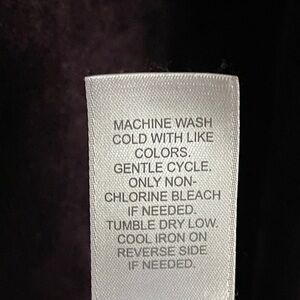 MACHINE WASH
COLD WITH LIKE
COLORS.
GENTLE CYCLE.
ONLY NON-
CHLORINE BLEACH
IF NEEDED.
TUMBLE DRY LOW.
COOL IRON ON
REVERSE SIDE
IF NEEDED.